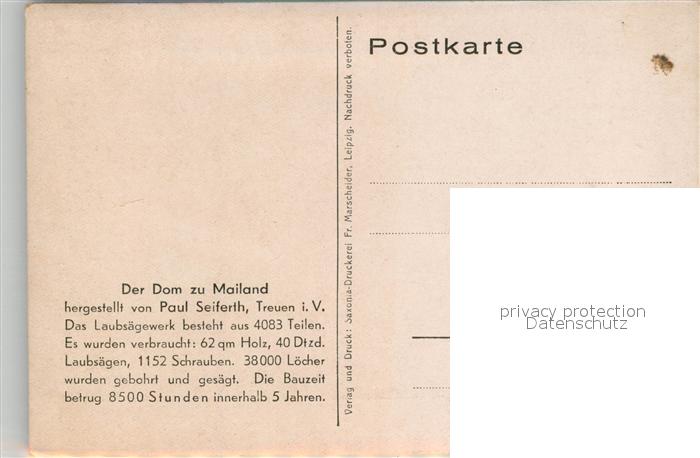 Postkarte
Der Dom zu Mailand
hergestellt von Paul Seiferth, Treuen i. V.
Das Laubsägewerk besteht aus 4083 Teilen.
Es wurden verbraucht: 62 qm Holz, 40 Dtzd.
Laubsägen, 1152 Schrauben. 38000 Löcher
wurden gebohrt und gesägt. Die Bauzeit
betrug 8500 Stunden innerhalb 5 Jahren.
Verlag und Druck: Saxonia-Druckerei Fr. Marscheider, Leipzig. Nachdruck verboten.
privacy protection
Datenschutz